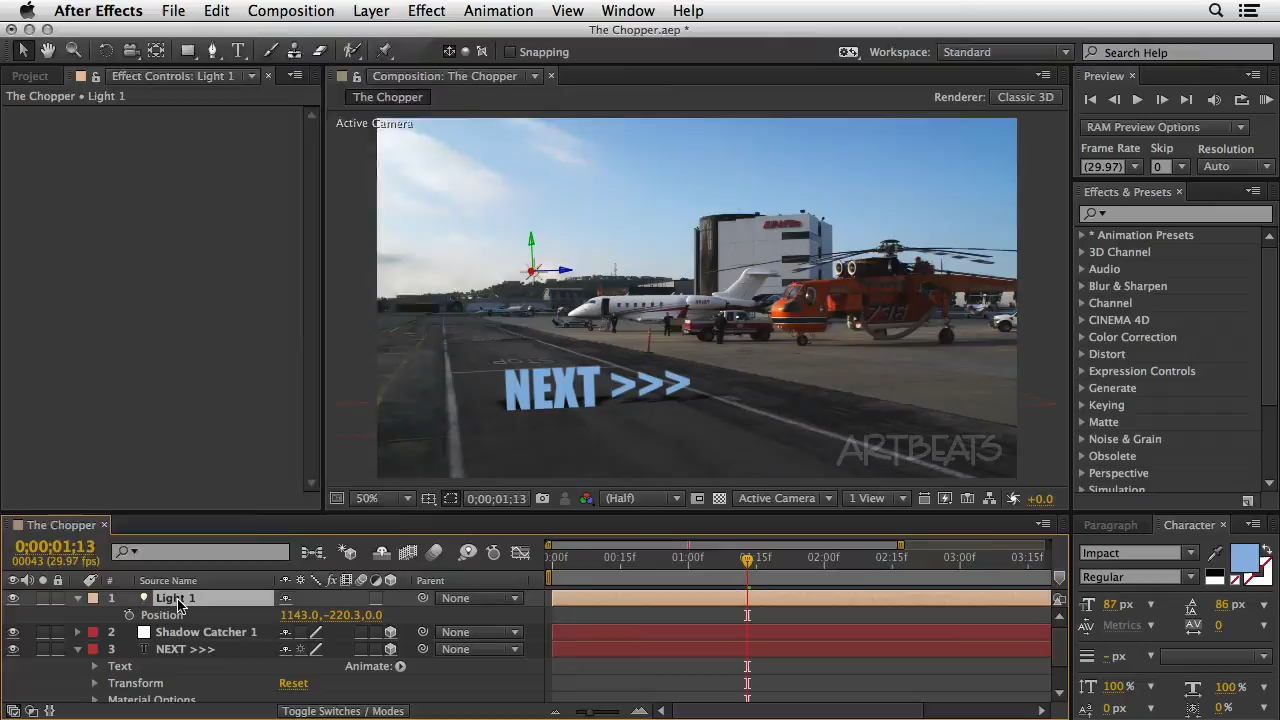 After Effects File Edit Composition Layer Effect Animation View Window Help
The Chopper.aep *
Snapping Workspace: Standard Search Help
Project Effect Controls: Light 1 Composition: The Chopper Preview
The Chopper • Light 1 The Chopper Renderer: Classic 3D
Active Camera
RAM Preview Options
Frame Rate Skip Resolution
(29.97) 0 Auto
Effects & Presets
* Animation Presets
3D Channel
Audio
Blur & Sharpen
Channel
CINEMA 4D
Color Correction
Distort
Expression Controls
Generate
Keying
Matte
Noise & Grain
Obsolete
Perspective
Simulation
STOP
NEXT >>>
ARTBEATS
50% 0;00;01;13 (Half) Active Camera 1 View +0.0
The Chopper
0;00;01;13
00043 (29.97 fps)
0:00f 00:15f 01:00f 01:15f 02:00f 02:15f 03:00f 03:15f
# Source Name Parent
1 Light 1 None
Position 1143.0,-220.3,0.0
2 Shadow Catcher 1 None
3 NEXT >>> None
Text Animate:
Transform Reset
Material Options
Toggle Switches / Modes
Paragraph Character
Impact
Regular
87 px 86 px
Metrics 0
- px
100 % 100 %
0 px 0 %